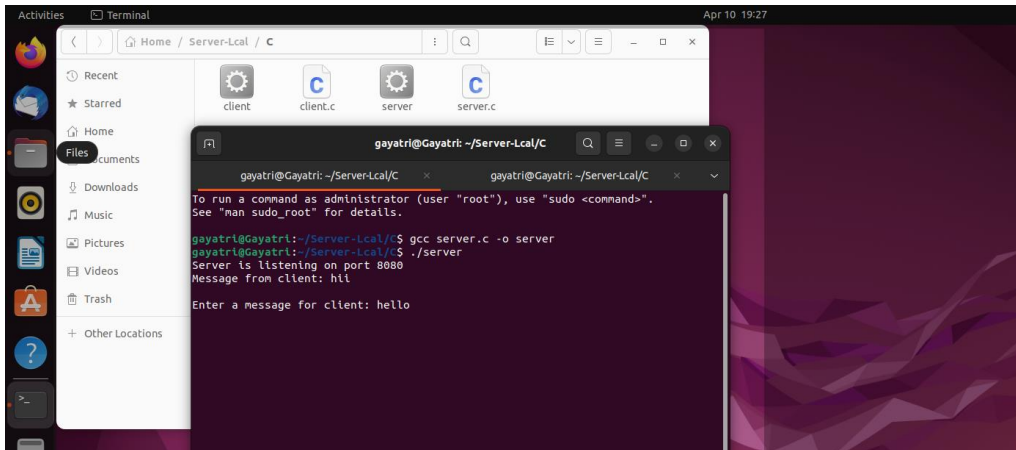 Activities Terminal Apr 10 19:27
Home / Server-Lcal / C
Recent
Starred
Home
Files
Downloads
Music
Pictures
Videos
Trash
+ Other Locations
client client.c server server.c
gayatri@Gayatri: ~/Server-Lcal/C
gayatri@Gayatri: ~/Server-Lcal/C × gayatri@Gayatri: ~/Server-Lcal/C ×
To run a command as administrator (user "root"), use "sudo <command>".
See "man sudo_root" for details.
gayatri@Gayatri:~/Server-Lcal/C$ gcc server.c -o server
gayatri@Gayatri:~/Server-Lcal/C$ ./server
Server is listening on port 8080
Message from client: hii
Enter a message for client: hello